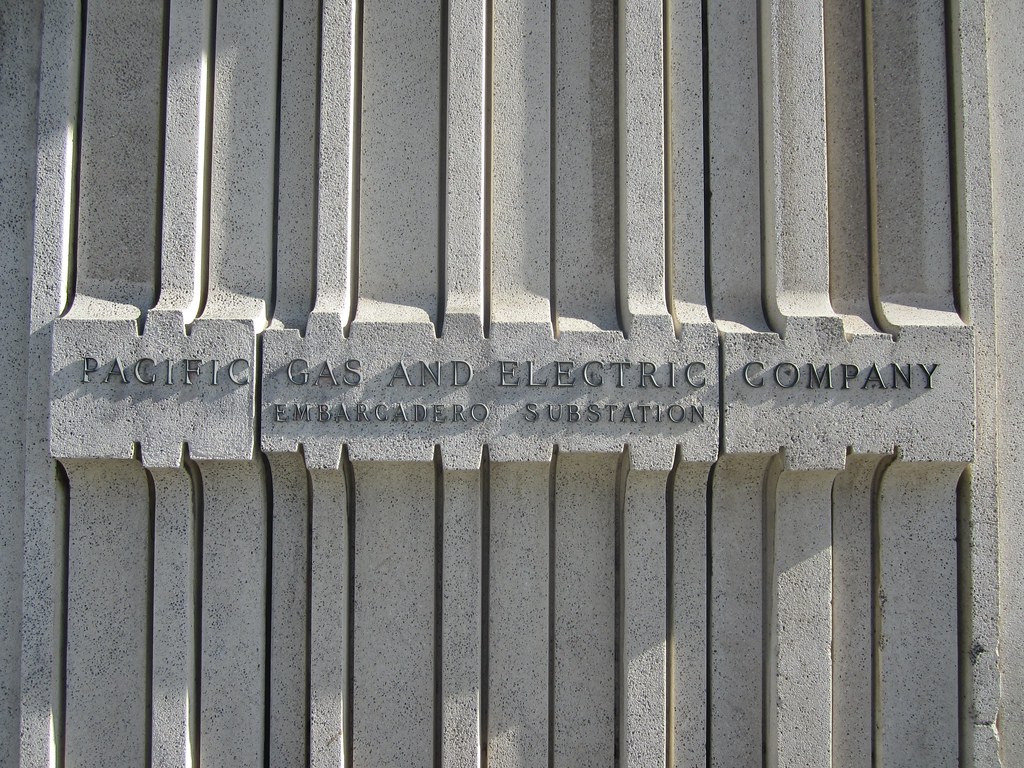 PACIFIC GAS AND ELECTRIC COMPANY
EMBARCADERO SUBSTATION